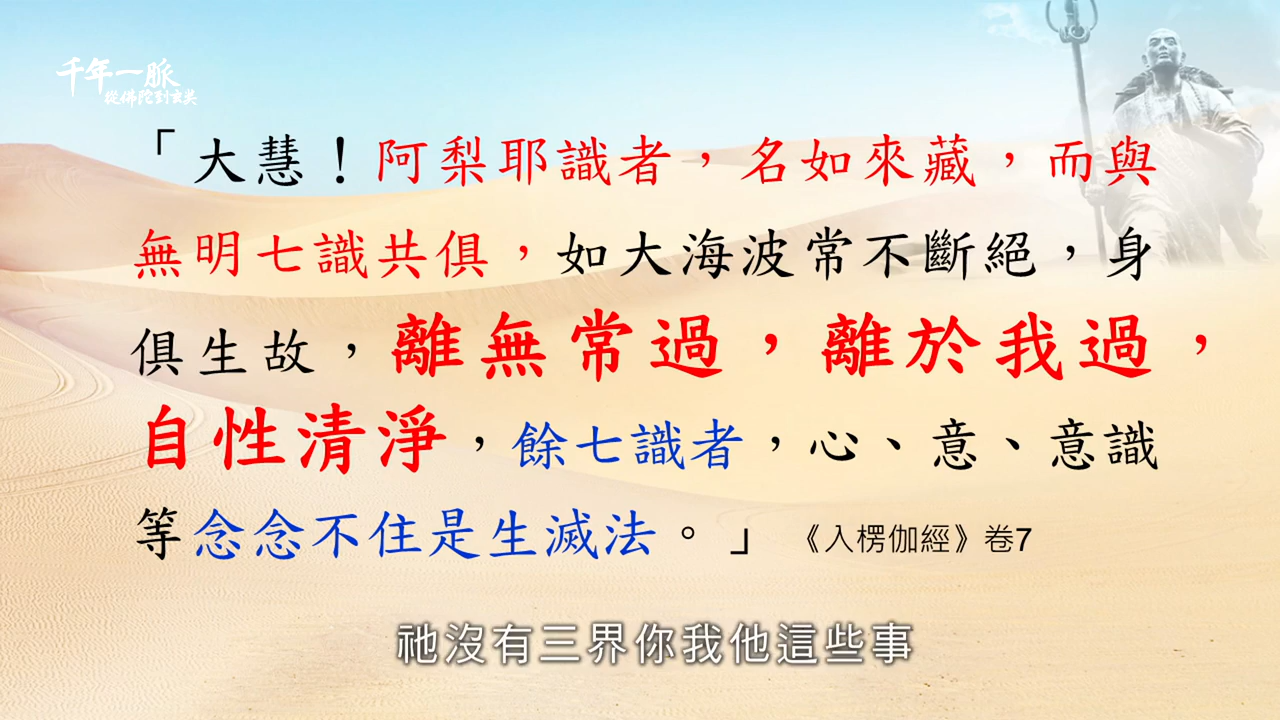 千年一脈
從佛陀到玄奘
「大慧！阿梨耶識者，名如來藏，而與
無明七識共俱，如大海波常不斷絕，身
俱生故，離無常過，離於我過，
自性清淨，餘七識者，心、意、意識
等念念不住是生滅法。」 《入楞伽經》卷7
祂沒有三界你我他這些事